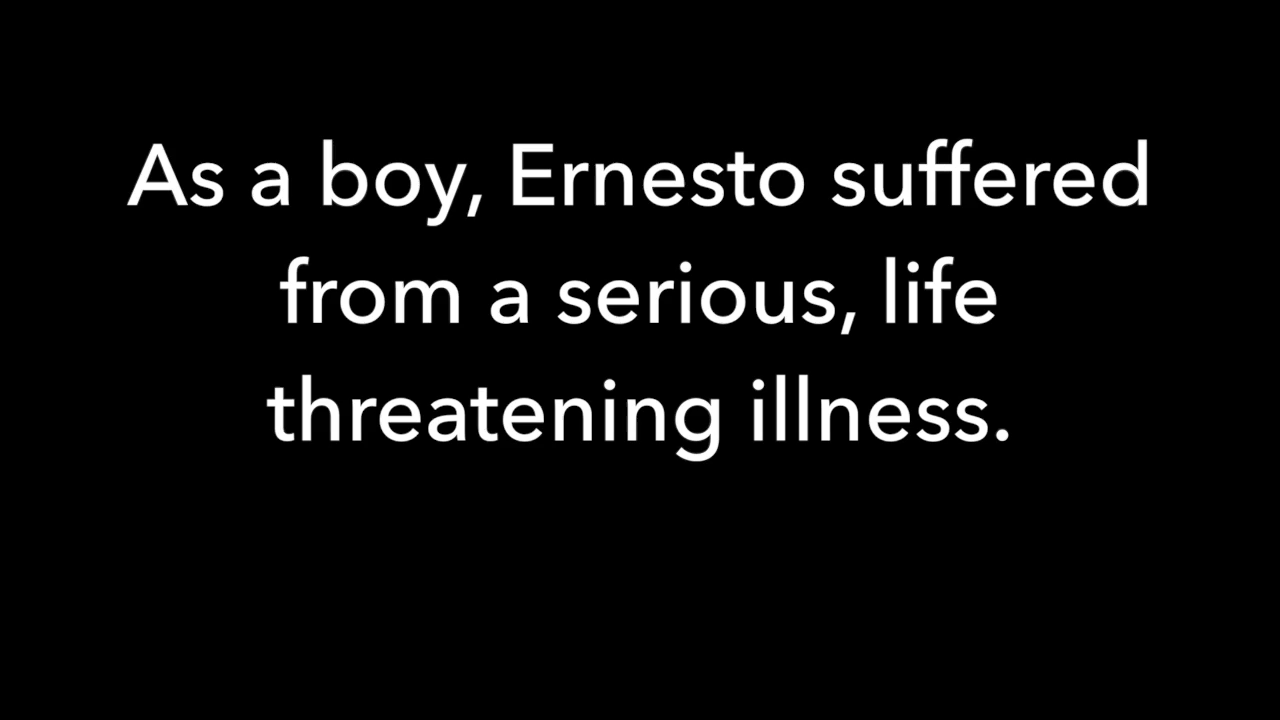 As a boy, Ernesto suffered
from a serious, life
threatening illness.